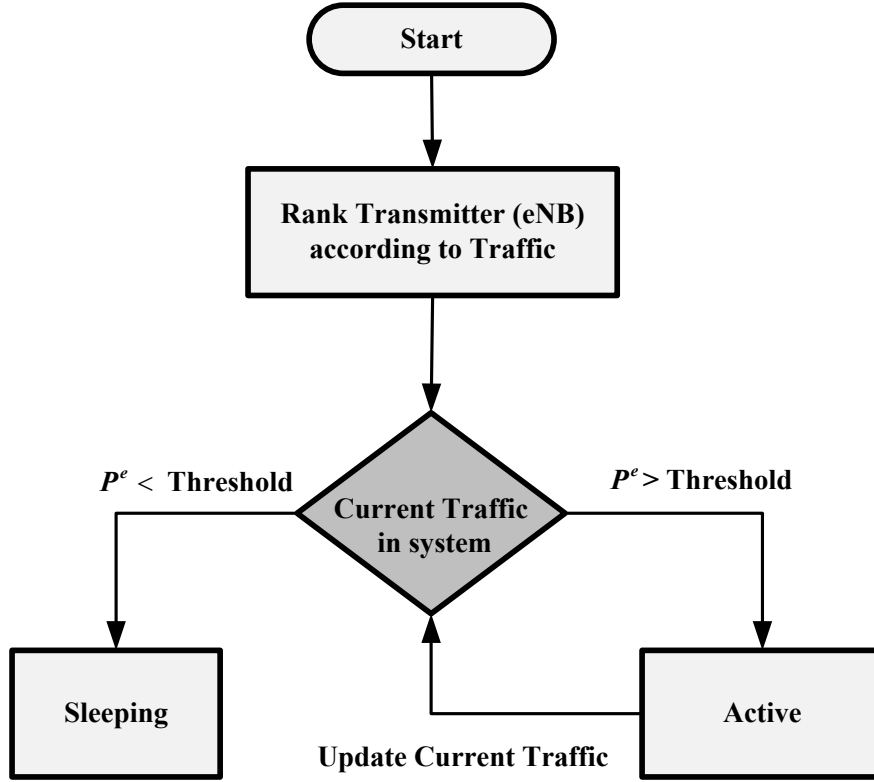 Start
Rank Transmitter (eNB)
according to Traffic
Pᵉ < Threshold
Pᵉ > Threshold
Current Traffic
in system
Sleeping
Active
Update Current Traffic